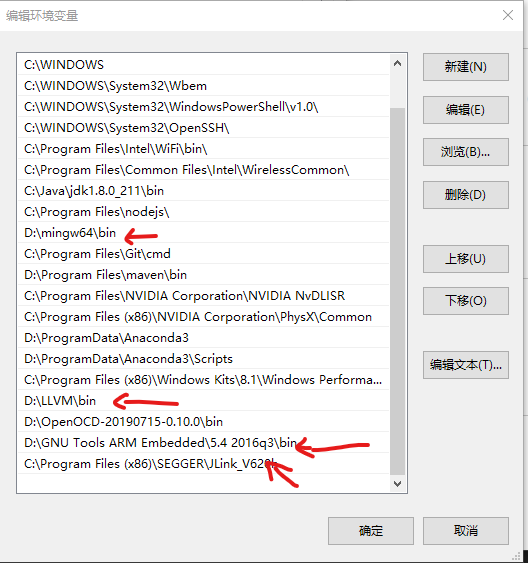 编辑环境变量
C:\WINDOWS
C:\WINDOWS\System32\Wbem
C:\WINDOWS\System32\WindowsPowerShell\v1.0\
C:\WINDOWS\System32\OpenSSH\
C:\Program Files\Intel\WiFi\bin\
C:\Program Files\Common Files\Intel\WirelessCommon\
C:\Java\jdk1.8.0_211\bin
C:\Program Files\nodejs\
D:\mingw64\bin
C:\Program Files\Git\cmd
D:\Program Files\maven\bin
C:\Program Files\NVIDIA Corporation\NVIDIA NvDLISR
C:\Program Files (x86)\NVIDIA Corporation\PhysX\Common
D:\ProgramData\Anaconda3
D:\ProgramData\Anaconda3\Scripts
C:\Program Files (x86)\Windows Kits\8.1\Windows Performa...
D:\LLVM\bin
D:\OpenOCD-20190715-0.10.0\bin
D:\GNU Tools ARM Embedded\5.4 2016q3\bin
C:\Program Files (x86)\SEGGER\
新建(N)
编辑(E)
浏览(B)...
删除(D)
上移(U)
下移(O)
编辑文本(T)...
确定
取消